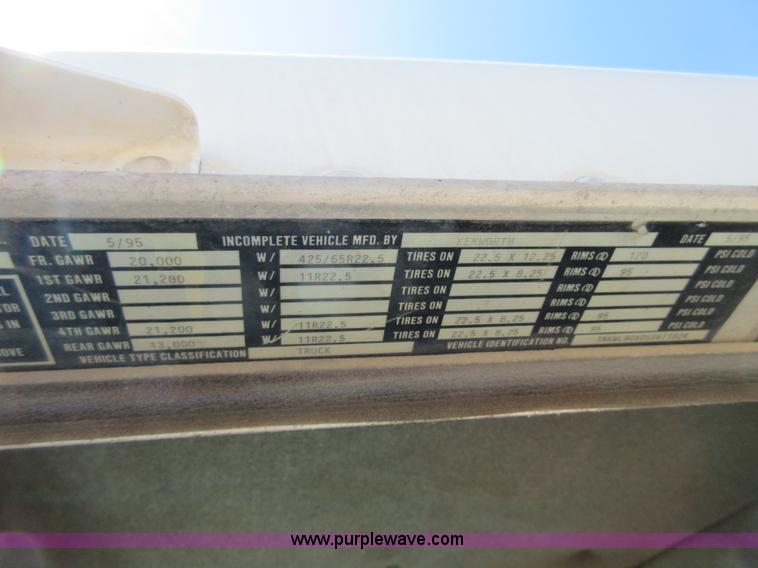 DATE 5/95 INCOMPLETE VEHICLE MFD. BY KENWORTH DATE 5/95
FR. GAWR 20,000 W/ 425/65R22.5 TIRES ON 22.5 X 12.25 RIMS @ 120 PSI COLD
1ST GAWR 21,200 W/ 11R22.5 TIRES ON 22.5 X 8.25 RIMS @ 95 PSI COLD
2ND GAWR W/ TIRES ON RIMS @ PSI COLD
3RD GAWR W/ TIRES ON RIMS @ PSI COLD
4TH GAWR 21,200 W/ 11R22.5 TIRES ON 22.5 X 8.25 RIMS @ 95 PSI COLD
REAR GAWR 13,000 W/ 11R22.5 TIRES ON 22.5 X 8.25 RIMS @ 95 PSI COLD
VEHICLE TYPE CLASSIFICATION TRUCK VEHICLE IDENTIFICATION NO.
S IN
OVE
www.purplewave.com